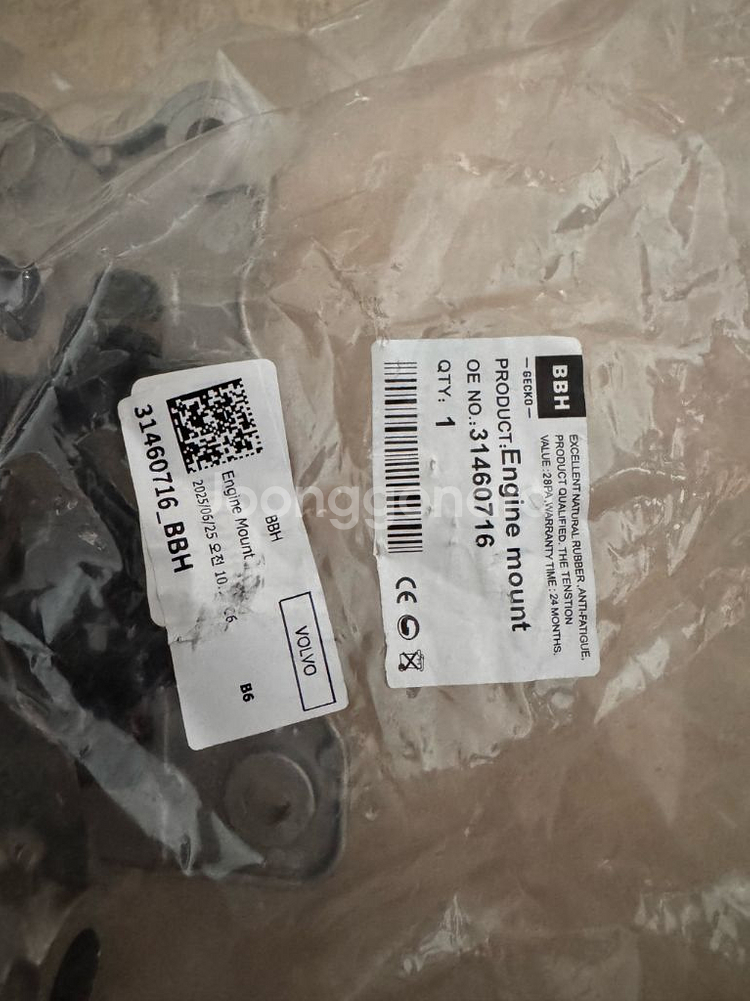 BBH
—GECKO—
EXCELLENT NATURAL RUBBER ,ANTI-FATIGUE.
PRODUCT QUALIFIED, THE TENSTION
VALUE:28PA,WARRANTY TIME:24 MONTHS.
PRODUCT:Engine mount
OE NO.:31460716
QTY: 1
CE
BBH
VOLVO
Engine Mount
2025/06/25 오전 10
B6
31460716_BBH